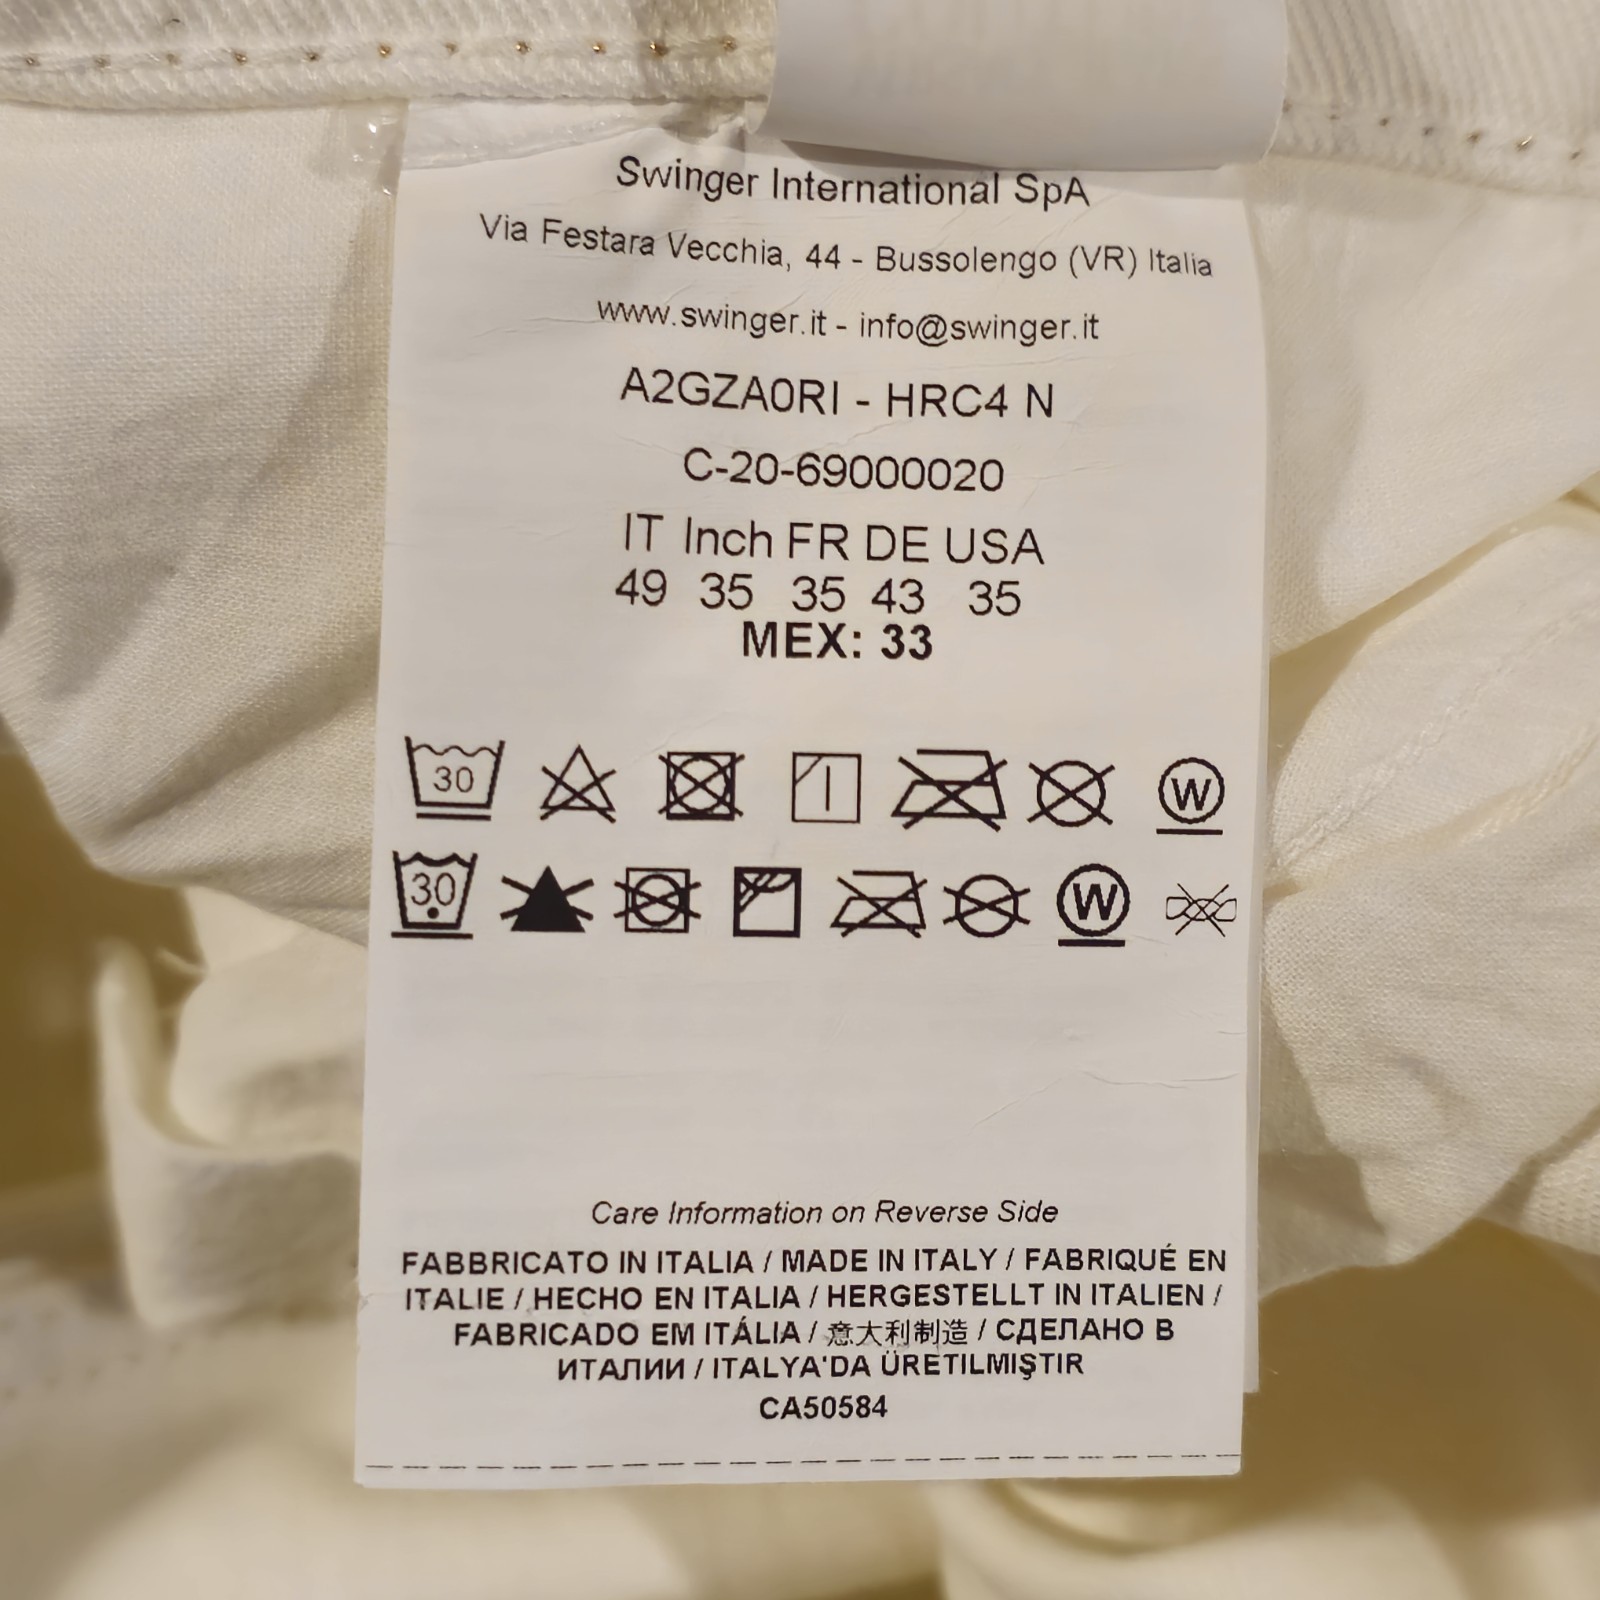 Swinger International SpA
Via Festara Vecchia, 44 - Bussolengo (VR) Italia
www.swinger.it - info@swinger.it
A2GZA0RI - HRC4 N
C-20-69000020
IT Inch FR DE USA
49 35 35 43 35
MEX: 33
30 W
30 W
Care Information on Reverse Side
FABBRICATO IN ITALIA / MADE IN ITALY / FABRIQUÉ EN
ITALIE / HECHO EN ITALIA / HERGESTELLT IN ITALIEN /
FABRICADO EM ITÁLIA / 意大利制造 / СДЕЛАНО В
ИТАЛИИ / ITALYA'DA ÜRETILMIŞTIR
CA50584